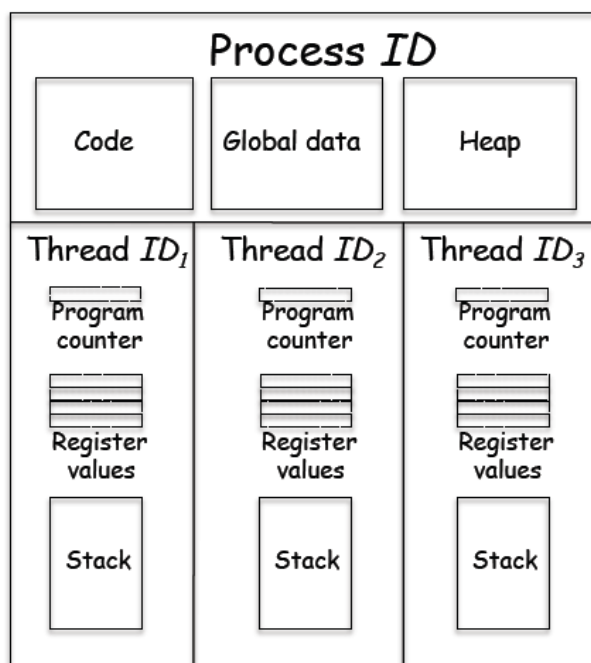 Process ID
Code Global data Heap
Thread ID1 Thread ID2 Thread ID3
Program Program Program
counter counter counter
Register Register Register
values values values
Stack Stack Stack